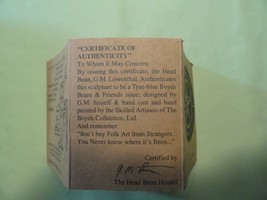 "CERTIFICATE OF
AUTHENTICITY"
To Whom It May Concern:
By issuing this certificate, the Head
Bean, G.M. Lowenthal, Authenticates
this sculpture to be a True-blue Boyds
Bears & Friends issue; designed by
G.M. hisself & hand cast and hand
painted by the Skilled Artisans of The
Boyds Collection, Ltd.
And remember:
"don't buy Folk Art from Strangers..
You Never know where it's Been..."
Certified by
The Head Bean Hisself